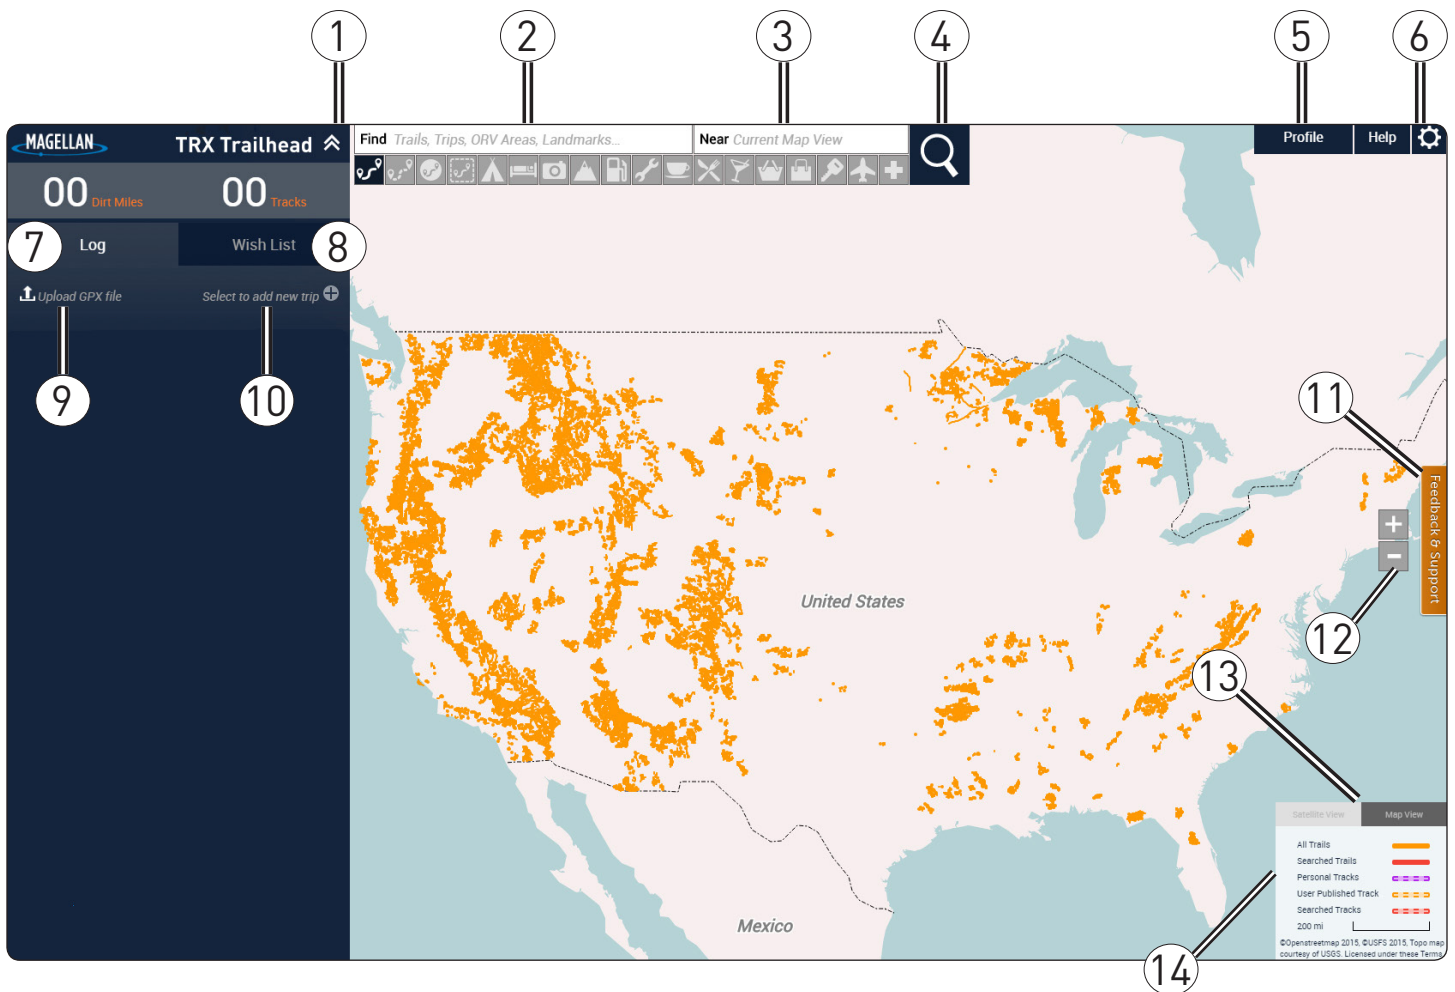 1
2
3
4
5
6
MAGELLAN
TRX Trailhead
Find Trails, Trips, ORV Areas, Landmarks...
Near Current Map View
Profile
Help
00 Dirt Miles
00 Tracks
7
Log
Wish List
8
Upload GPX file
Select to add new trip
9
10
11
Feedback & Support
+
−
United States
12
13
Satellite View
Map View
All Trails
Searched Trails
Personal Tracks
User Published Track
Searched Tracks
200 mi
Mexico
©Openstreetmap 2015, ©USFS 2015, Topo map
courtesy of USGS. Licensed under these Terms
14